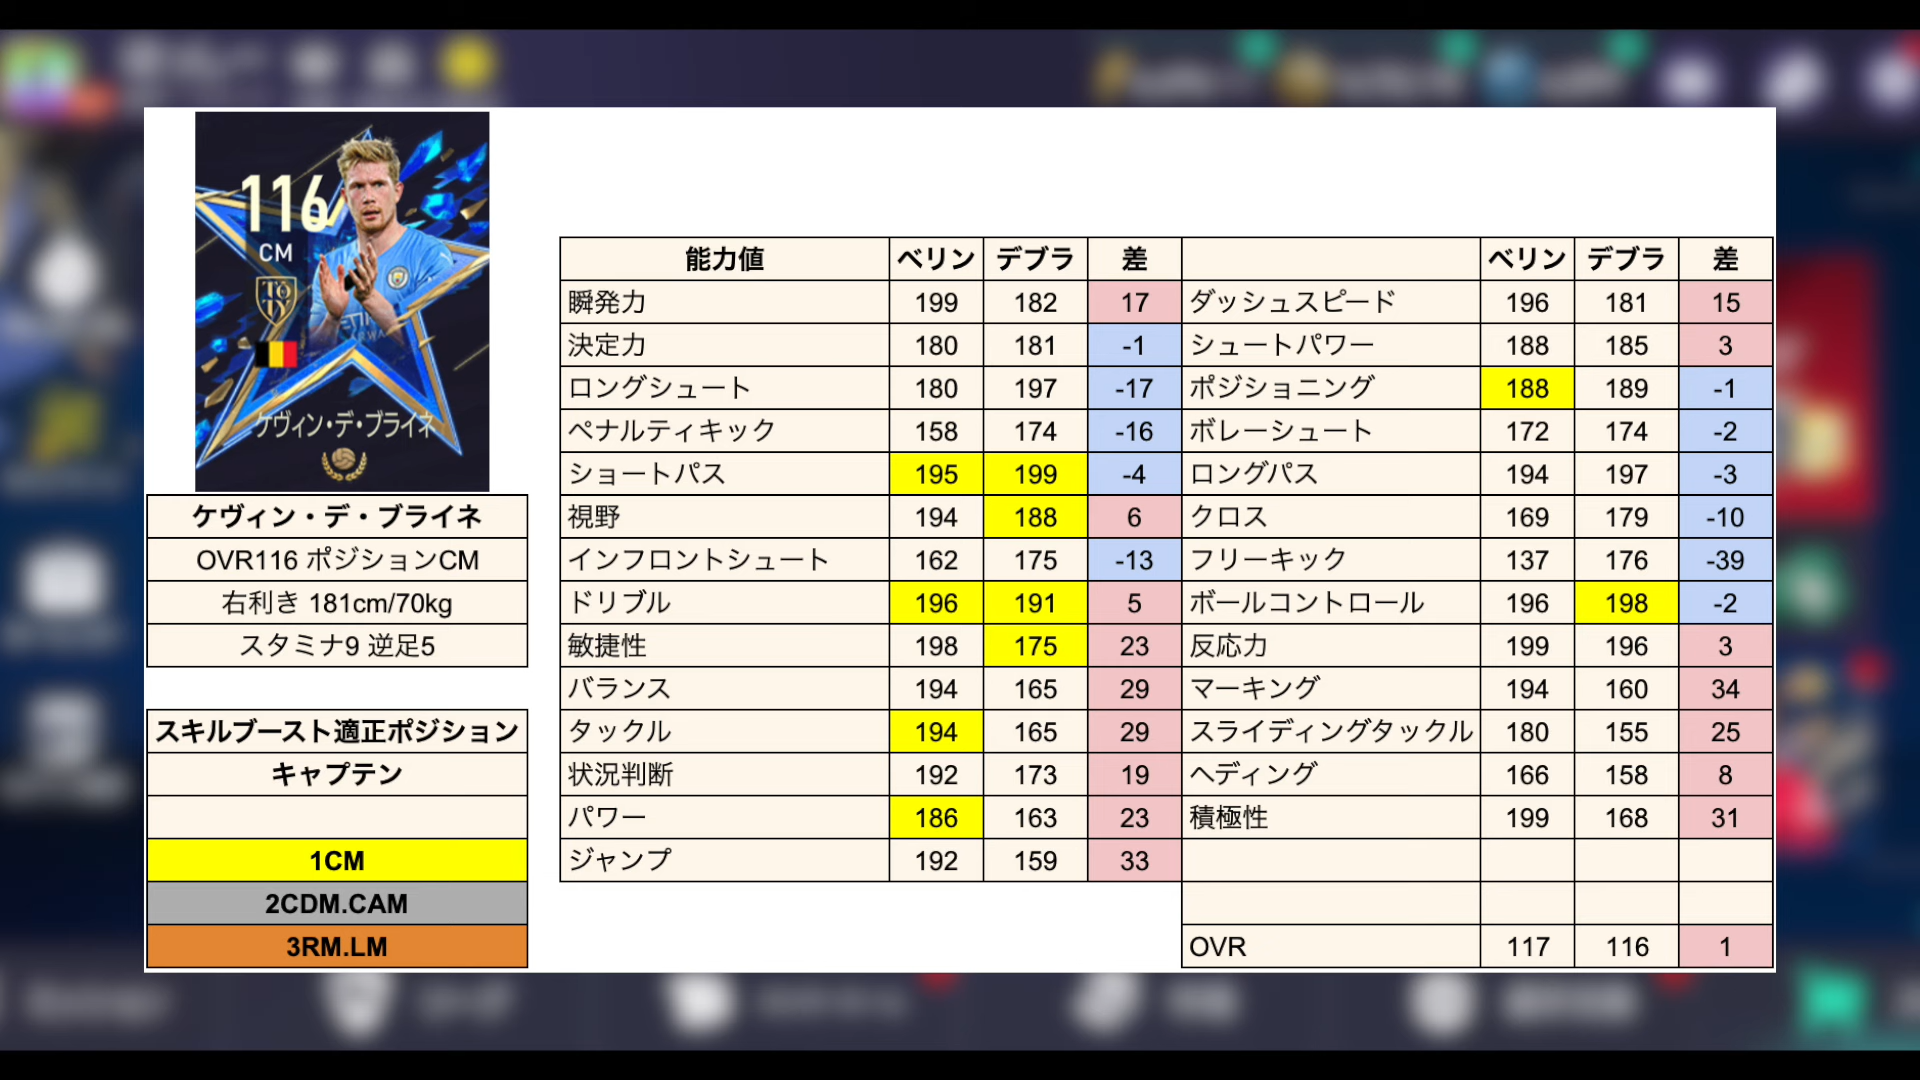 116
CM
TOTY
ケヴィン・デ・ブライネ
ケヴィン・デ・ブライネ
OVR116 ポジションCM
右利き 181cm/70kg
スタミナ9 逆足5
スキルブースト適正ポジション
キャプテン
1CM
2CDM.CAM
3RM.LM
能力値 ベリン デブラ 差 ベリン デブラ 差
瞬発力 199 182 17 ダッシュスピード 196 181 15
決定力 180 181 -1 シュートパワー 188 185 3
ロングシュート 180 197 -17 ポジショニング 188 189 -1
ペナルティキック 158 174 -16 ボレーシュート 172 174 -2
ショートパス 195 199 -4 ロングパス 194 197 -3
視野 194 188 6 クロス 169 179 -10
インフロントシュート 162 175 -13 フリーキック 137 176 -39
ドリブル 196 191 5 ボールコントロール 196 198 -2
敏捷性 198 175 23 反応力 199 196 3
バランス 194 165 29 マーキング 194 160 34
タックル 194 165 29 スライディングタックル 180 155 25
状況判断 192 173 19 ヘディング 166 158 8
パワー 186 163 23 積極性 199 168 31
ジャンプ 192 159 33
OVR 117 116 1